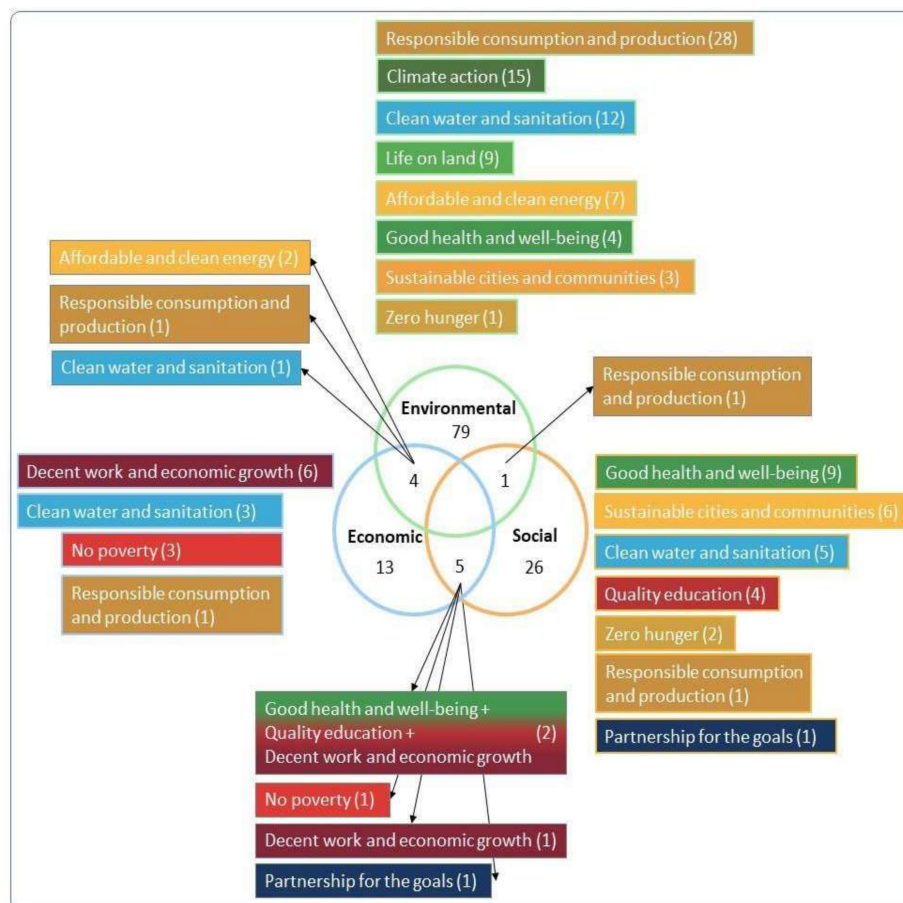 Responsible consumption and production (28)
Climate action (15)
Clean water and sanitation (12)
Life on land (9)
Affordable and clean energy (7)
Good health and well-being (4)
Sustainable cities and communities (3)
Zero hunger (1)
Affordable and clean energy (2)
Responsible consumption and
production (1)
Clean water and sanitation (1)
Responsible consumption
and production (1)
Environmental
79
4
1
Economic
13
5
Social
26
Decent work and economic growth (6)
Clean water and sanitation (3)
No poverty (3)
Responsible consumption
and production (1)
Good health and well-being (9)
Sustainable cities and communities (6)
Clean water and sanitation (5)
Quality education (4)
Zero hunger (2)
Responsible consumption
and production (1)
Partnership for the goals (1)
Good health and well-being +
Quality education + (2)
Decent work and economic growth
No poverty (1)
Decent work and economic growth (1)
Partnership for the goals (1)